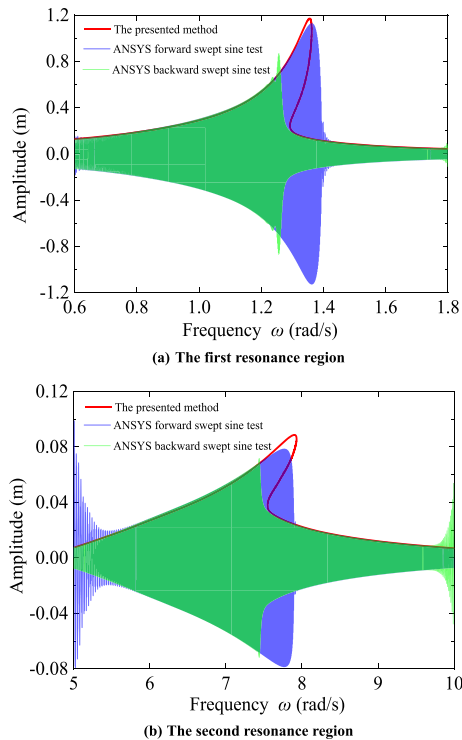 1.2
0.8
0.4
0.0
-0.4
-0.8
-1.2
Amplitude (m)
The presented method
ANSYS forward swept sine test
ANSYS backward swept sine test
0.6 0.8 1.0 1.2 1.4 1.6 1.8
Frequency ω (rad/s)
(a) The first resonance region
0.12
0.08
0.04
0.00
-0.04
-0.08
Amplitude (m)
The presented method
ANSYS forward swept sine test
ANSYS backward swept sine test
5 6 7 8 9 10
Frequency ω (rad/s)
(b) The second resonance region